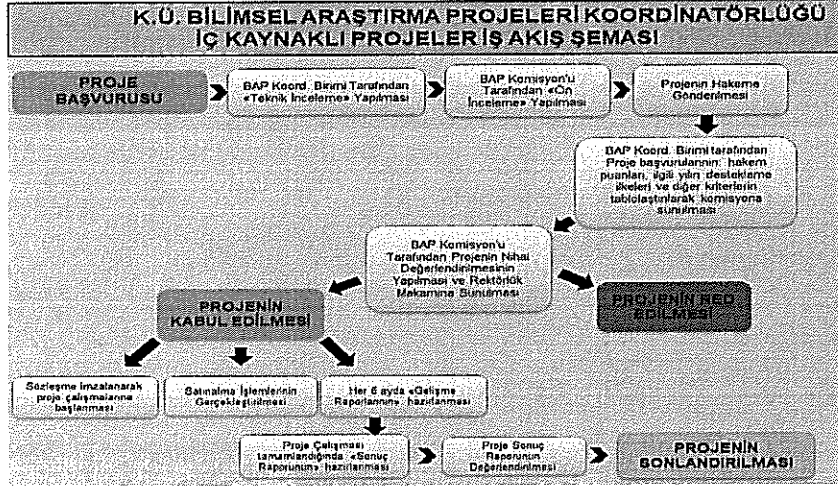 K.Ü. BİLİMSEL ARAŞTIRMA PROJELERİ KOORDİNATÖRLÜĞÜ
İÇ KAYNAKLI PROJELER İŞ AKIŞ ŞEMASI
PROJE
BAŞVURUSU
BAP Koord. Birimi Tarafından
«Teknik İnceleme» Yapılması
BAP Komisyon'u
Tarafından «Ön
İnceleme» Yapılması
Projenin Hakeme
Gönderilmesi
BAP Koord. Birimi tarafından
Proje başvurularının; hakem
puanları, ilgili yılın destekleme
ilkeleri ve diğer kriterlerin
tablolaştırılarak komisyona
sunulması
BAP Komisyon'u
Tarafından Projenin Nihai
Değerlendirilmesinin
Yapılması ve Rektörlük
Makamına Sunulması
PROJENİN
KABUL EDİLMESİ
PROJENİN RED
EDİLMESİ
Sözleşme imzalanarak
proje çalışmalarına
başlanması
Satınalma İşlemlerinin
Gerçekleştirilmesi
Her 6 ayda «Gelişme
Raporlarının» hazırlanması
Proje Çalışması
tamamlandığında «Sonuç
Raporunun» hazırlanması
Proje Sonuç
Raporunun
Değerlendirilmesi
PROJENİN
SONLANDIRILMASI